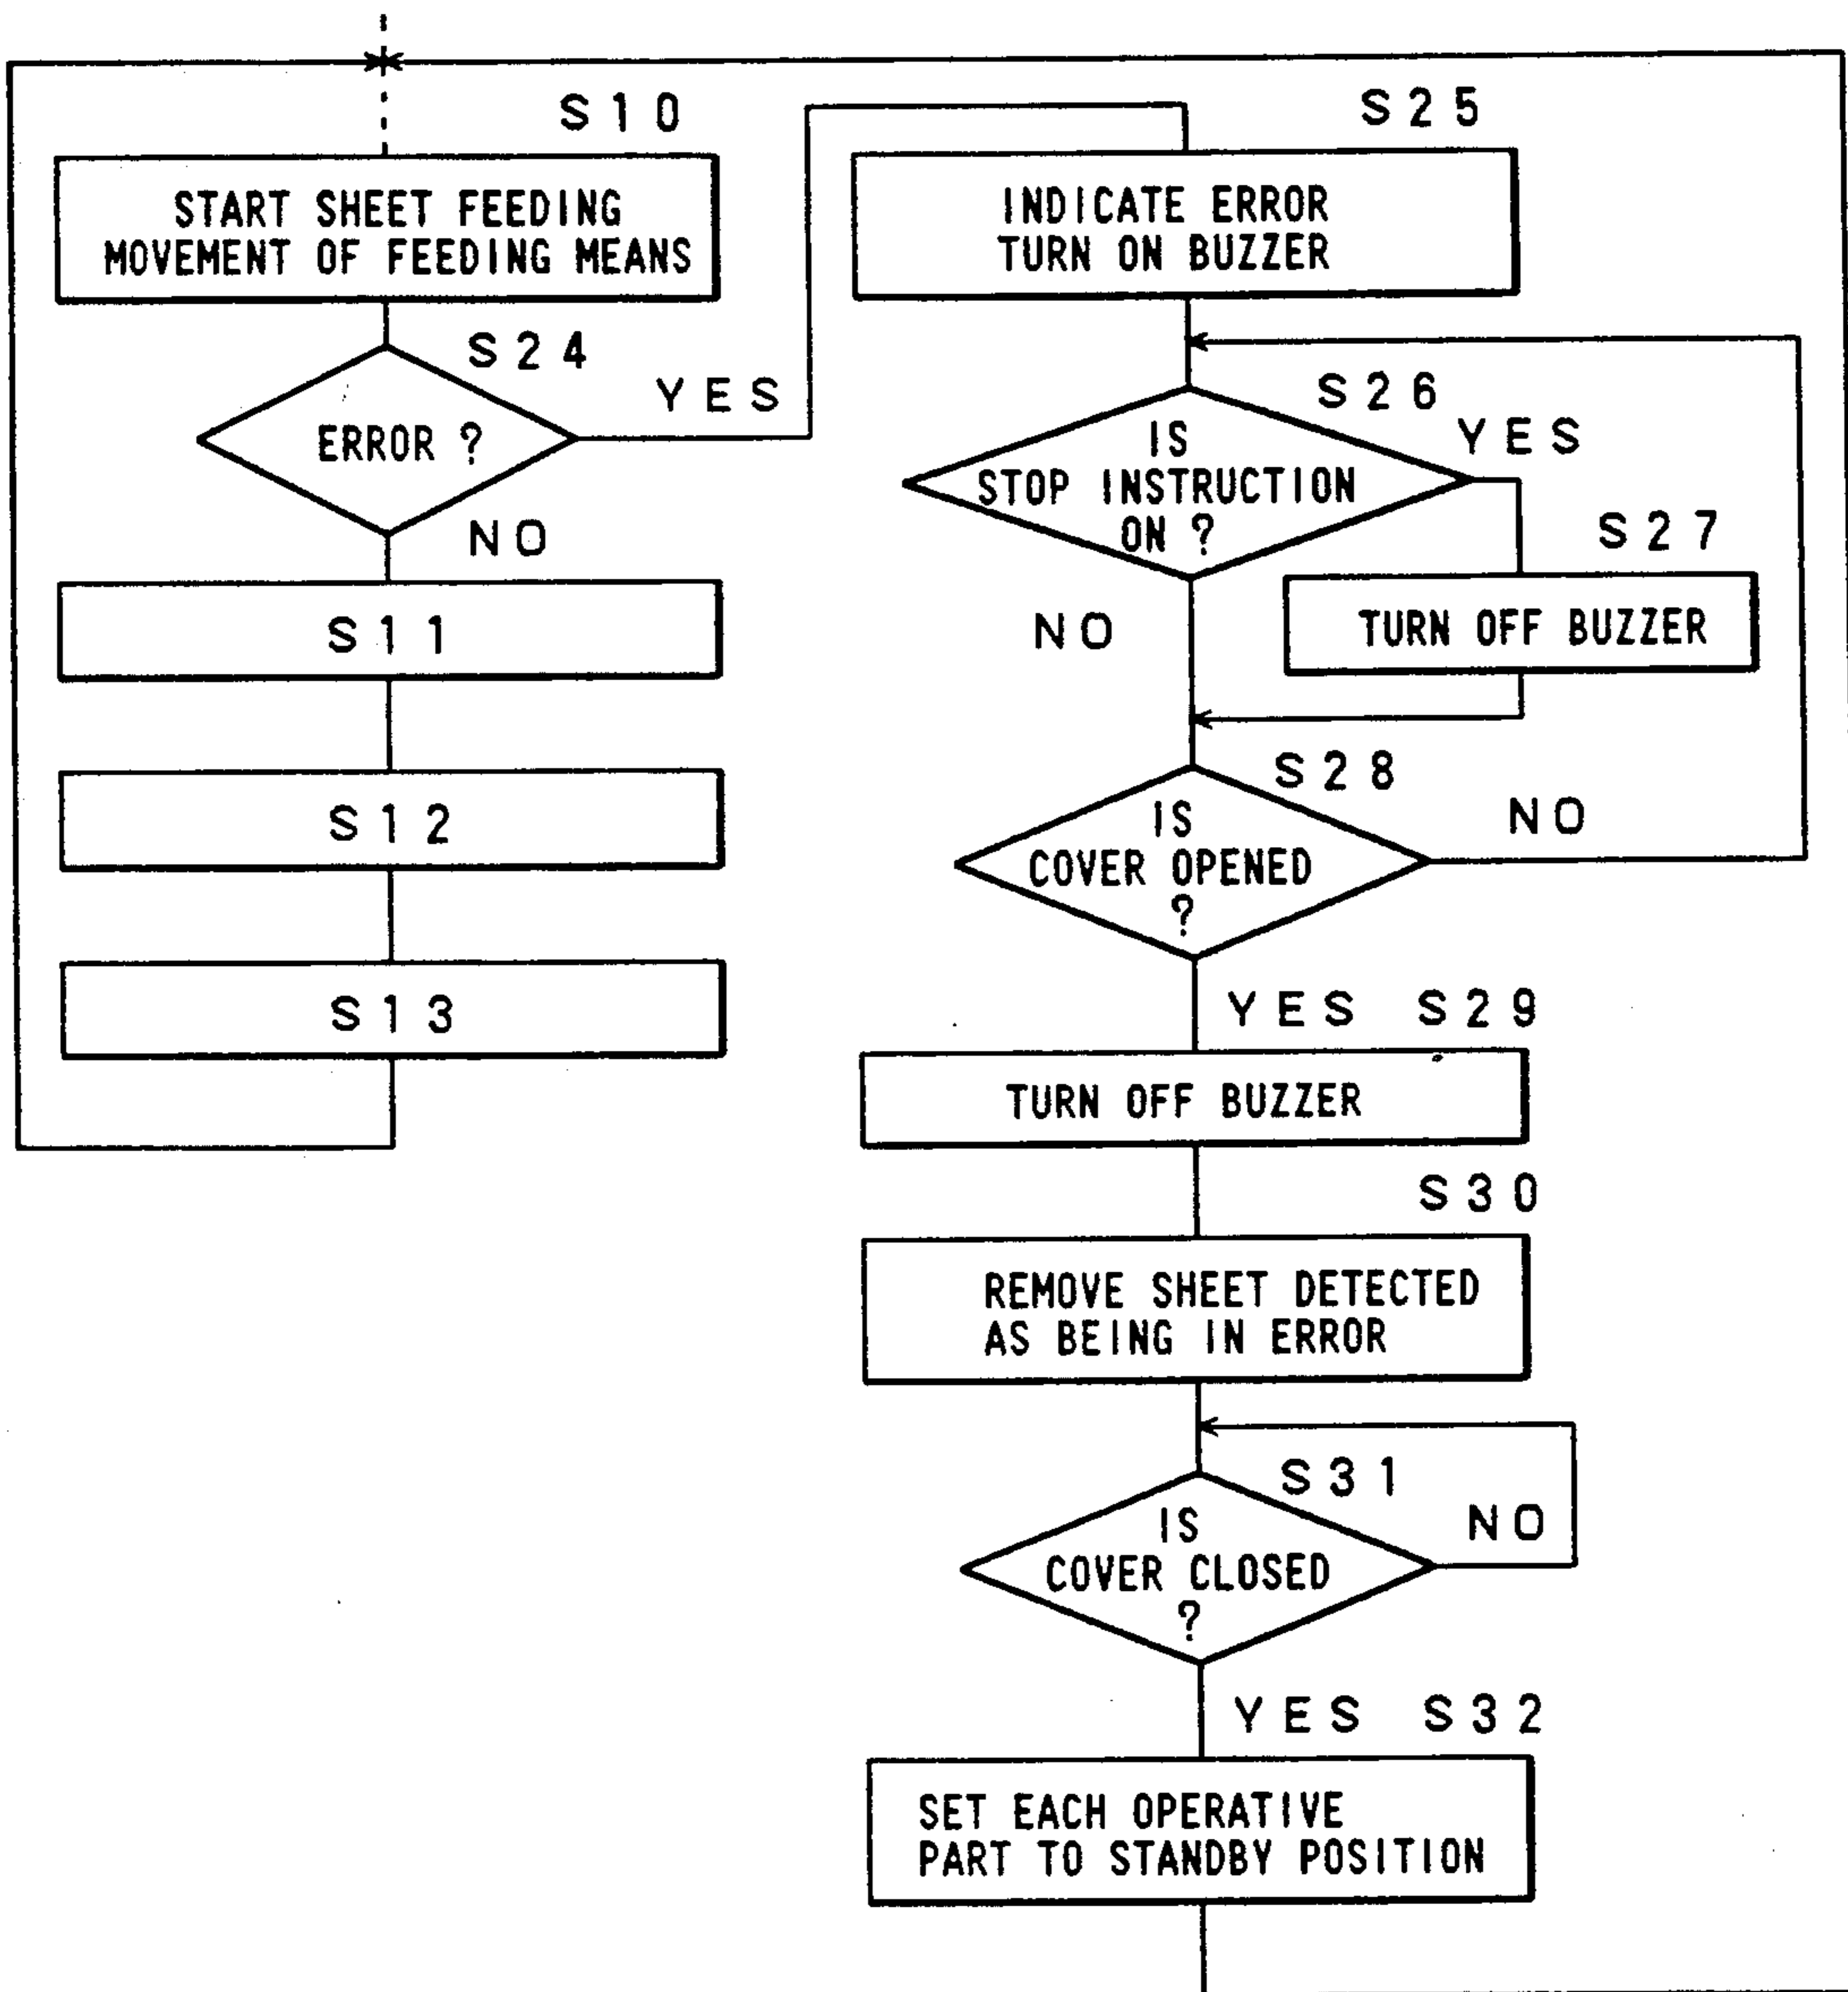 S10
START SHEET FEEDING
MOVEMENT OF FEEDING MEANS
S24
YES
ERROR ?
NO
S11
S12
S13
S25
INDICATE ERROR
TURN ON BUZZER
S26
YES
IS
STOP INSTRUCTION
ON ?
S27
NO
TURN OFF BUZZER
S28
NO
IS
COVER OPENED
?
YES S29
TURN OFF BUZZER
S30
REMOVE SHEET DETECTED
AS BEING IN ERROR
S31
NO
IS
COVER CLOSED
?
YES S32
SET EACH OPERATIVE
PART TO STANDBY POSITION